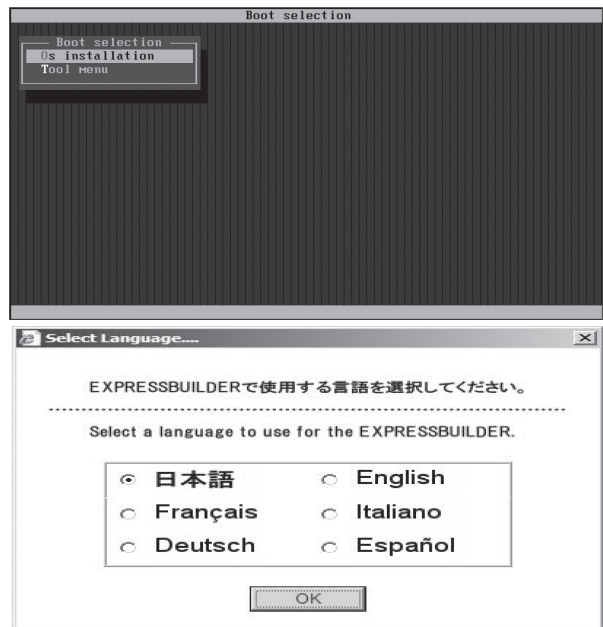 Boot selection
Boot selection
Os installation
Tool menu
Select Language....
EXPRESSBUILDERで使用する言語を選択してください。
Select a language to use for the EXPRESSBUILDER.
日本語 English
Français Italiano
Deutsch Español
OK